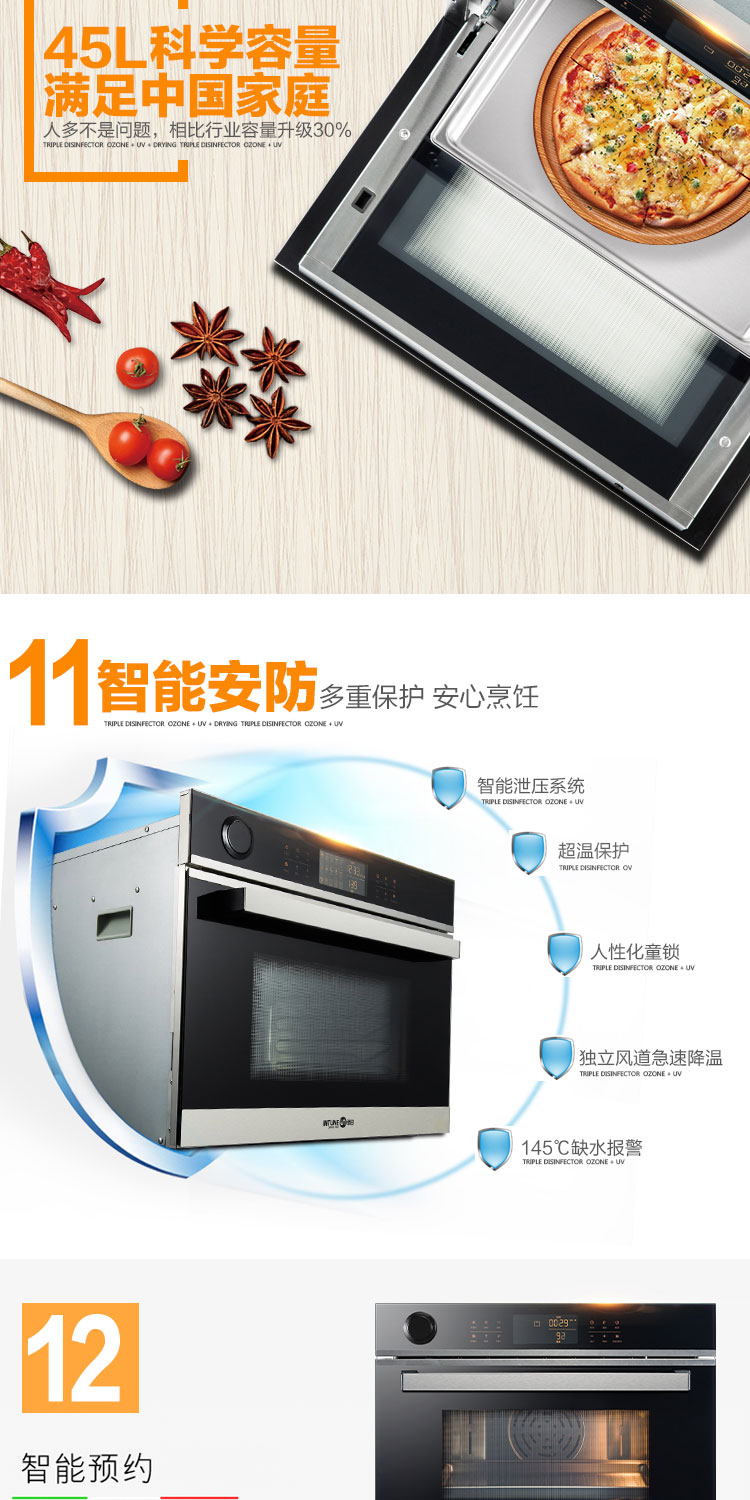 45L科学容量
满足中国家庭
人多不是问题，相比行业容量升级30%
TRIPLE DISINFECTOR OZONE + UV + DRYING TRIPLE DISINFECTOR OZONE + UV
11智能安防多重保护 安心烹饪
TRIPLE DISINFECTOR OZONE + UV + DRYING TRIPLE DISINFECTOR OZONE + UV
智能泄压系统
TRIPLE DISINFECTOR OZONE + UV
超温保护
TRIPLE DISINFECTOR OV
人性化童锁
TRIPLE DISINFECTOR OZONE + UV
独立风道急速降温
TRIPLE DISINFECTOR OZONE + UV
145℃缺水报警
TRIPLE DISINFECTOR OZONE + UV
12
00:29
92
智能预约